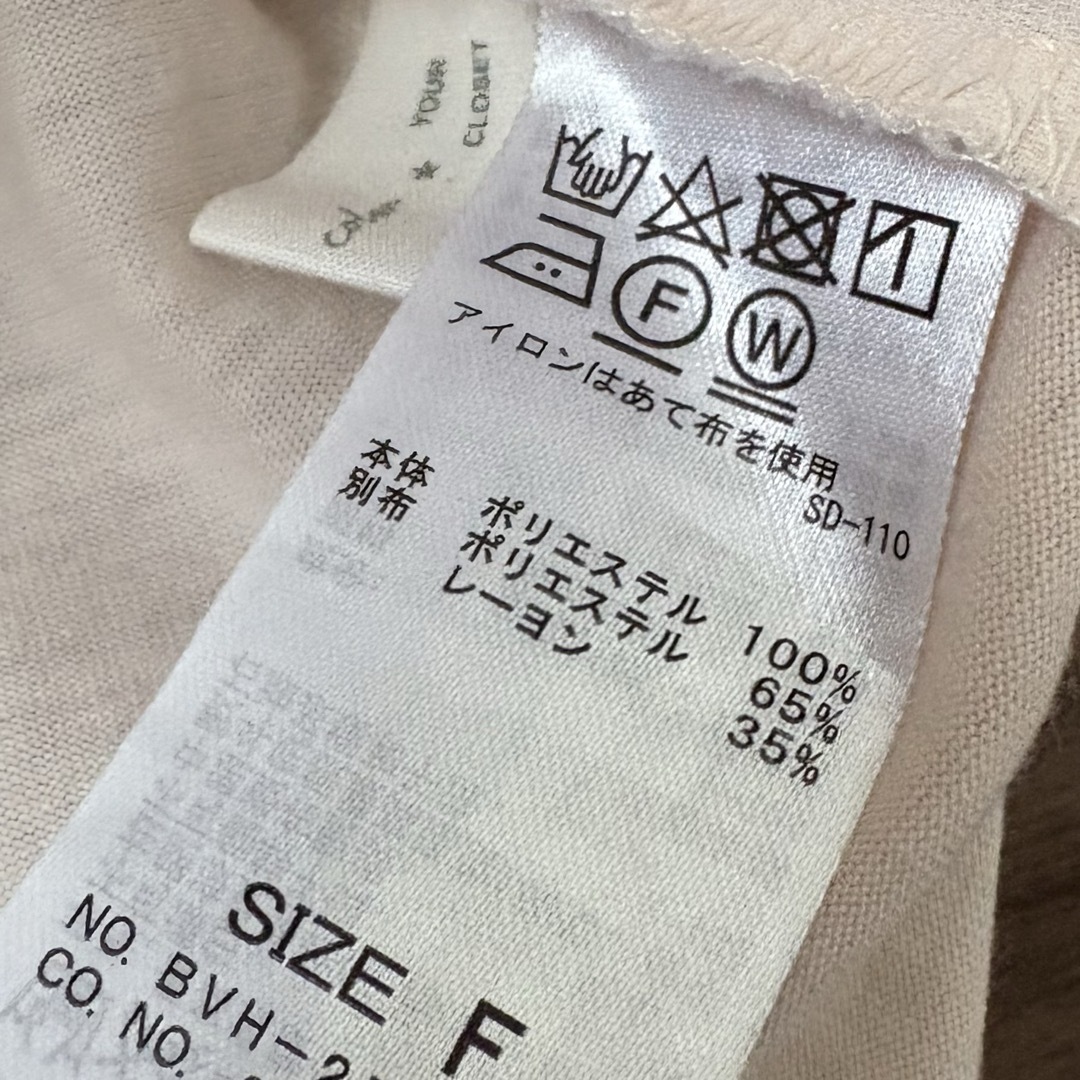 YOUR
CLOSET
F
W
アイロンはあて布を使用
SD-110
本体 ポリエステル 100%
別布 ポリエステル 65%
レーヨン 35%
SIZE F
NO. BVH-2
CO. NO.